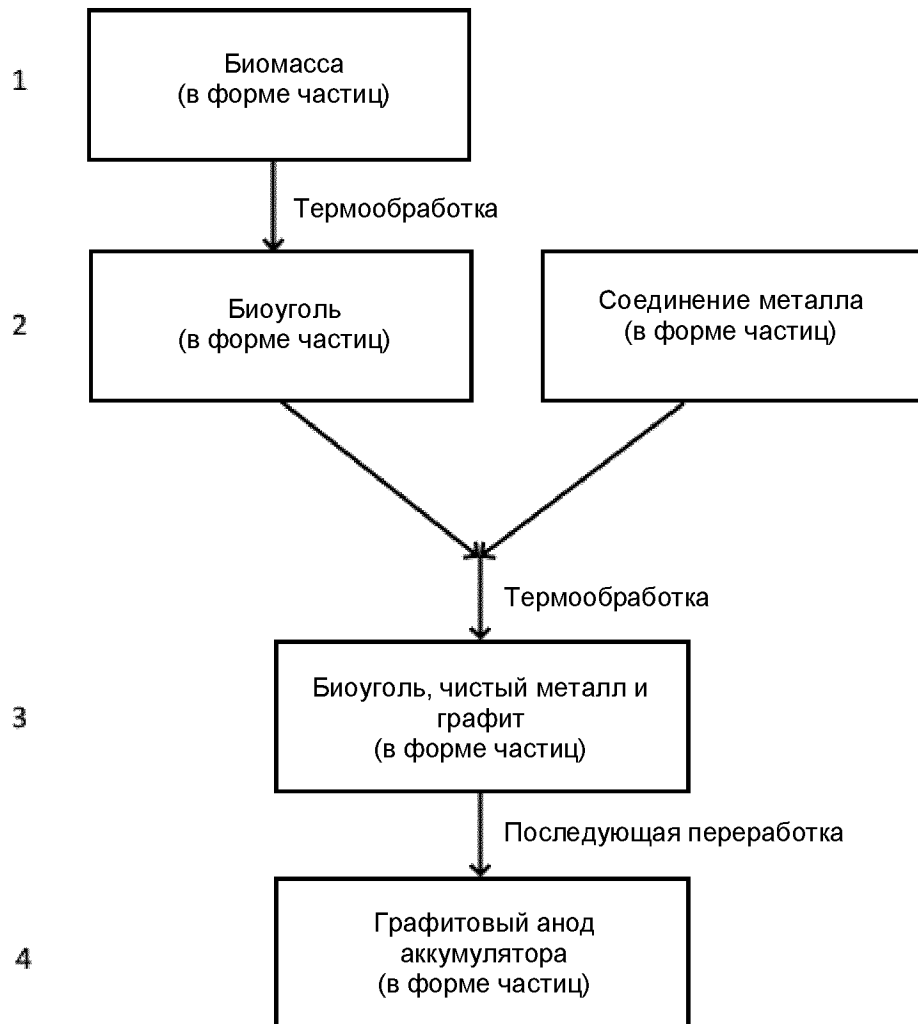 1
Биомасса
(в форме частиц)
Термообработка
2
Биоуголь
(в форме частиц)
Соединение металла
(в форме частиц)
Термообработка
3
Биоуголь, чистый металл и
графит
(в форме частиц)
Последующая переработка
4
Графитовый анод
аккумулятора
(в форме частиц)